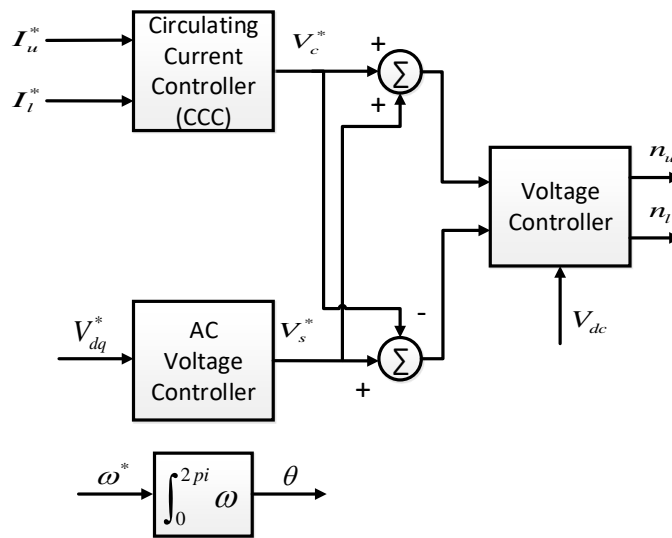 I_u^*
I_l^*
Circulating
Current
Controller
(CCC)
V_c^*
+
+
∑
n_u
n_l
Voltage
Controller
V_dc
V_dq^*
AC
Voltage
Controller
V_s^*
-
+
∑
ω^*
∫_0^{2pi} ω
θ